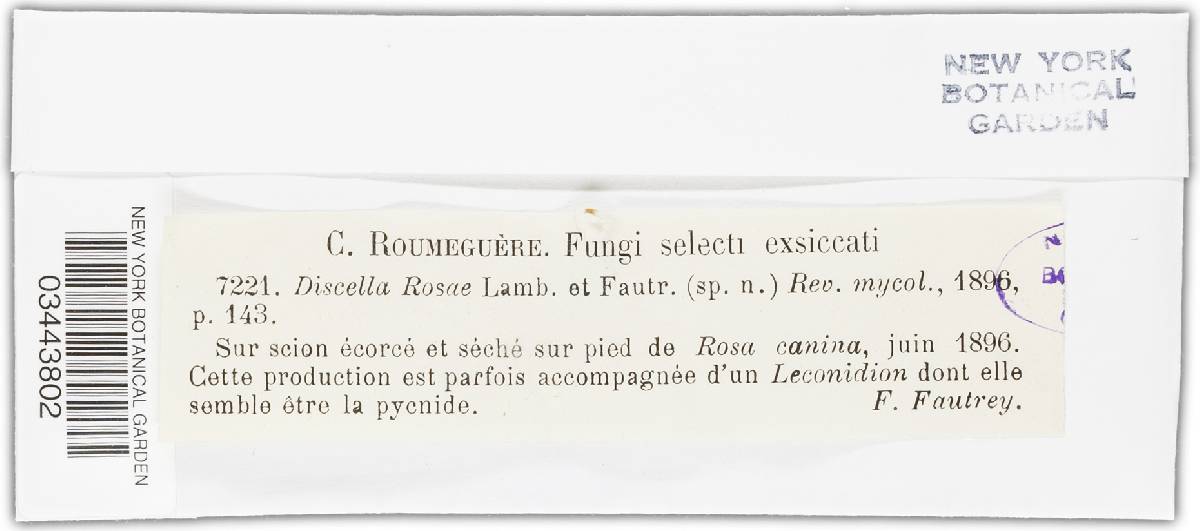 NEW YORK
BOTANICAL
GARDEN
NEW YORK BOTANICAL GARDEN
03443802
C. ROUMEGUÈRE. Fungi selecti exsiccati
7221. Discella Rosae Lamb. et Fautr. (sp. n.) Rev. mycol., 1896,
p. 143.
Sur scion écorcé et séché sur pied de Rosa canina, juin 1896.
Cette production est parfois accompagnée d'un Leconidion dont elle
semble être la pycnide. F. Fautrey.